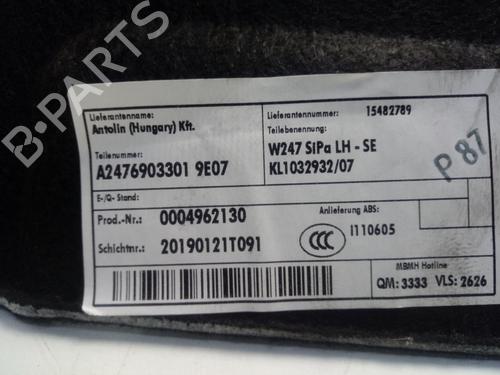 B-PARTS
Lieferantenname:
Antolin (Hungary) Kft.
Lieferantennummer: 15482789
Teilebenennung:
W247 SiPa LH - SE
KL1032932/07
Teilenummer:
A2476903301 9E07
P 87
E-/Q- Stand:
Prod.-Nr.: 0004962130
Schichtnr.: 20190121T091
Anlieferung ABS:
CCC I110605
MBMH Hotline
QM: 3333 VLS: 2626